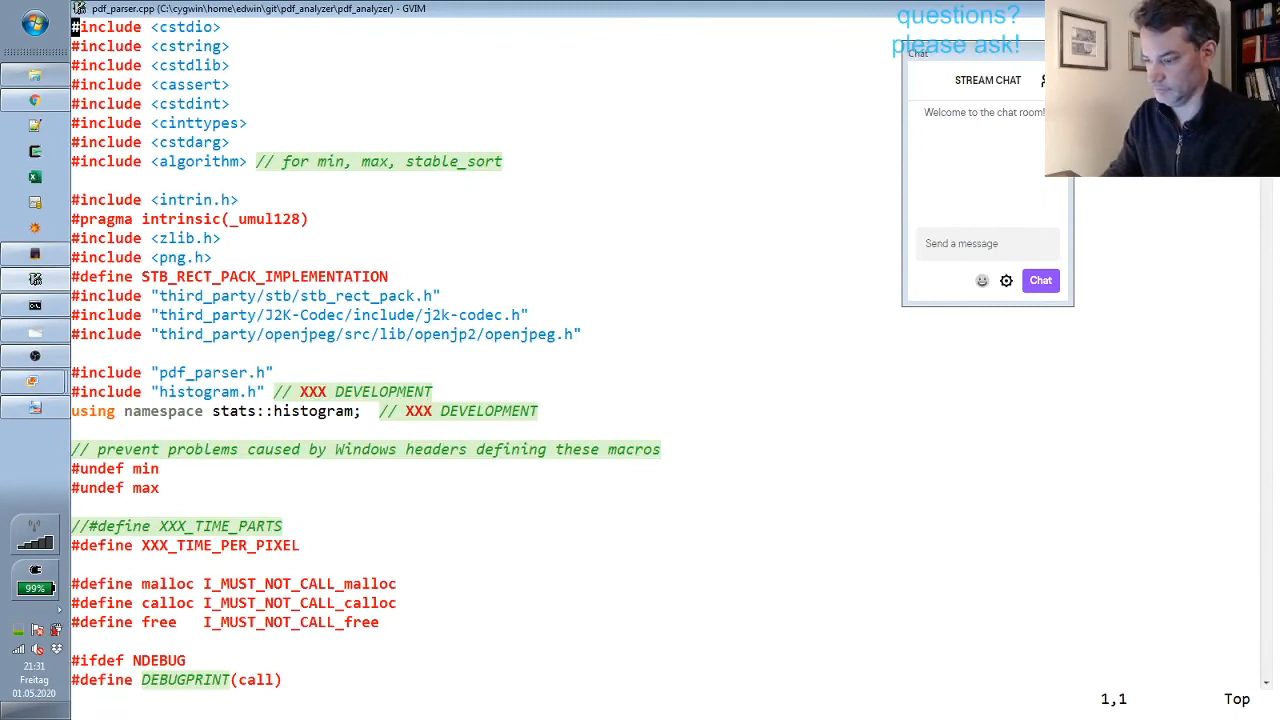 pdf_parser.cpp (C:\cygwin\home\edwin\git\pdf_analyzer\pdf_analyzer) - GVIM
#include <cstdio>
#include <cstring>
#include <cstdlib>
#include <cassert>
#include <cstdint>
#include <cinttypes>
#include <cstdarg>
#include <algorithm> // for min, max, stable_sort
#include <intrin.h>
#pragma intrinsic(_umul128)
#include <zlib.h>
#include <png.h>
#define STB_RECT_PACK_IMPLEMENTATION
#include "third_party/stb/stb_rect_pack.h"
#include "third_party/J2K-Codec/include/j2k-codec.h"
#include "third_party/openjpeg/src/lib/openjp2/openjpeg.h"
#include "pdf_parser.h"
#include "histogram.h" // XXX DEVELOPMENT
using namespace stats::histogram;  // XXX DEVELOPMENT
// prevent problems caused by Windows headers defining these macros
#undef min
#undef max
//#define XXX_TIME_PARTS
#define XXX_TIME_PER_PIXEL
#define malloc I_MUST_NOT_CALL_malloc
#define calloc I_MUST_NOT_CALL_calloc
#define free   I_MUST_NOT_CALL_free
#ifdef NDEBUG
#define DEBUGPRINT(call)
1,1 Top
questions?
please ask!
Chat
STREAM CHAT
Welcome to the chat room!
Send a message
Chat
99%
21:31
Freitag
01.05.2020